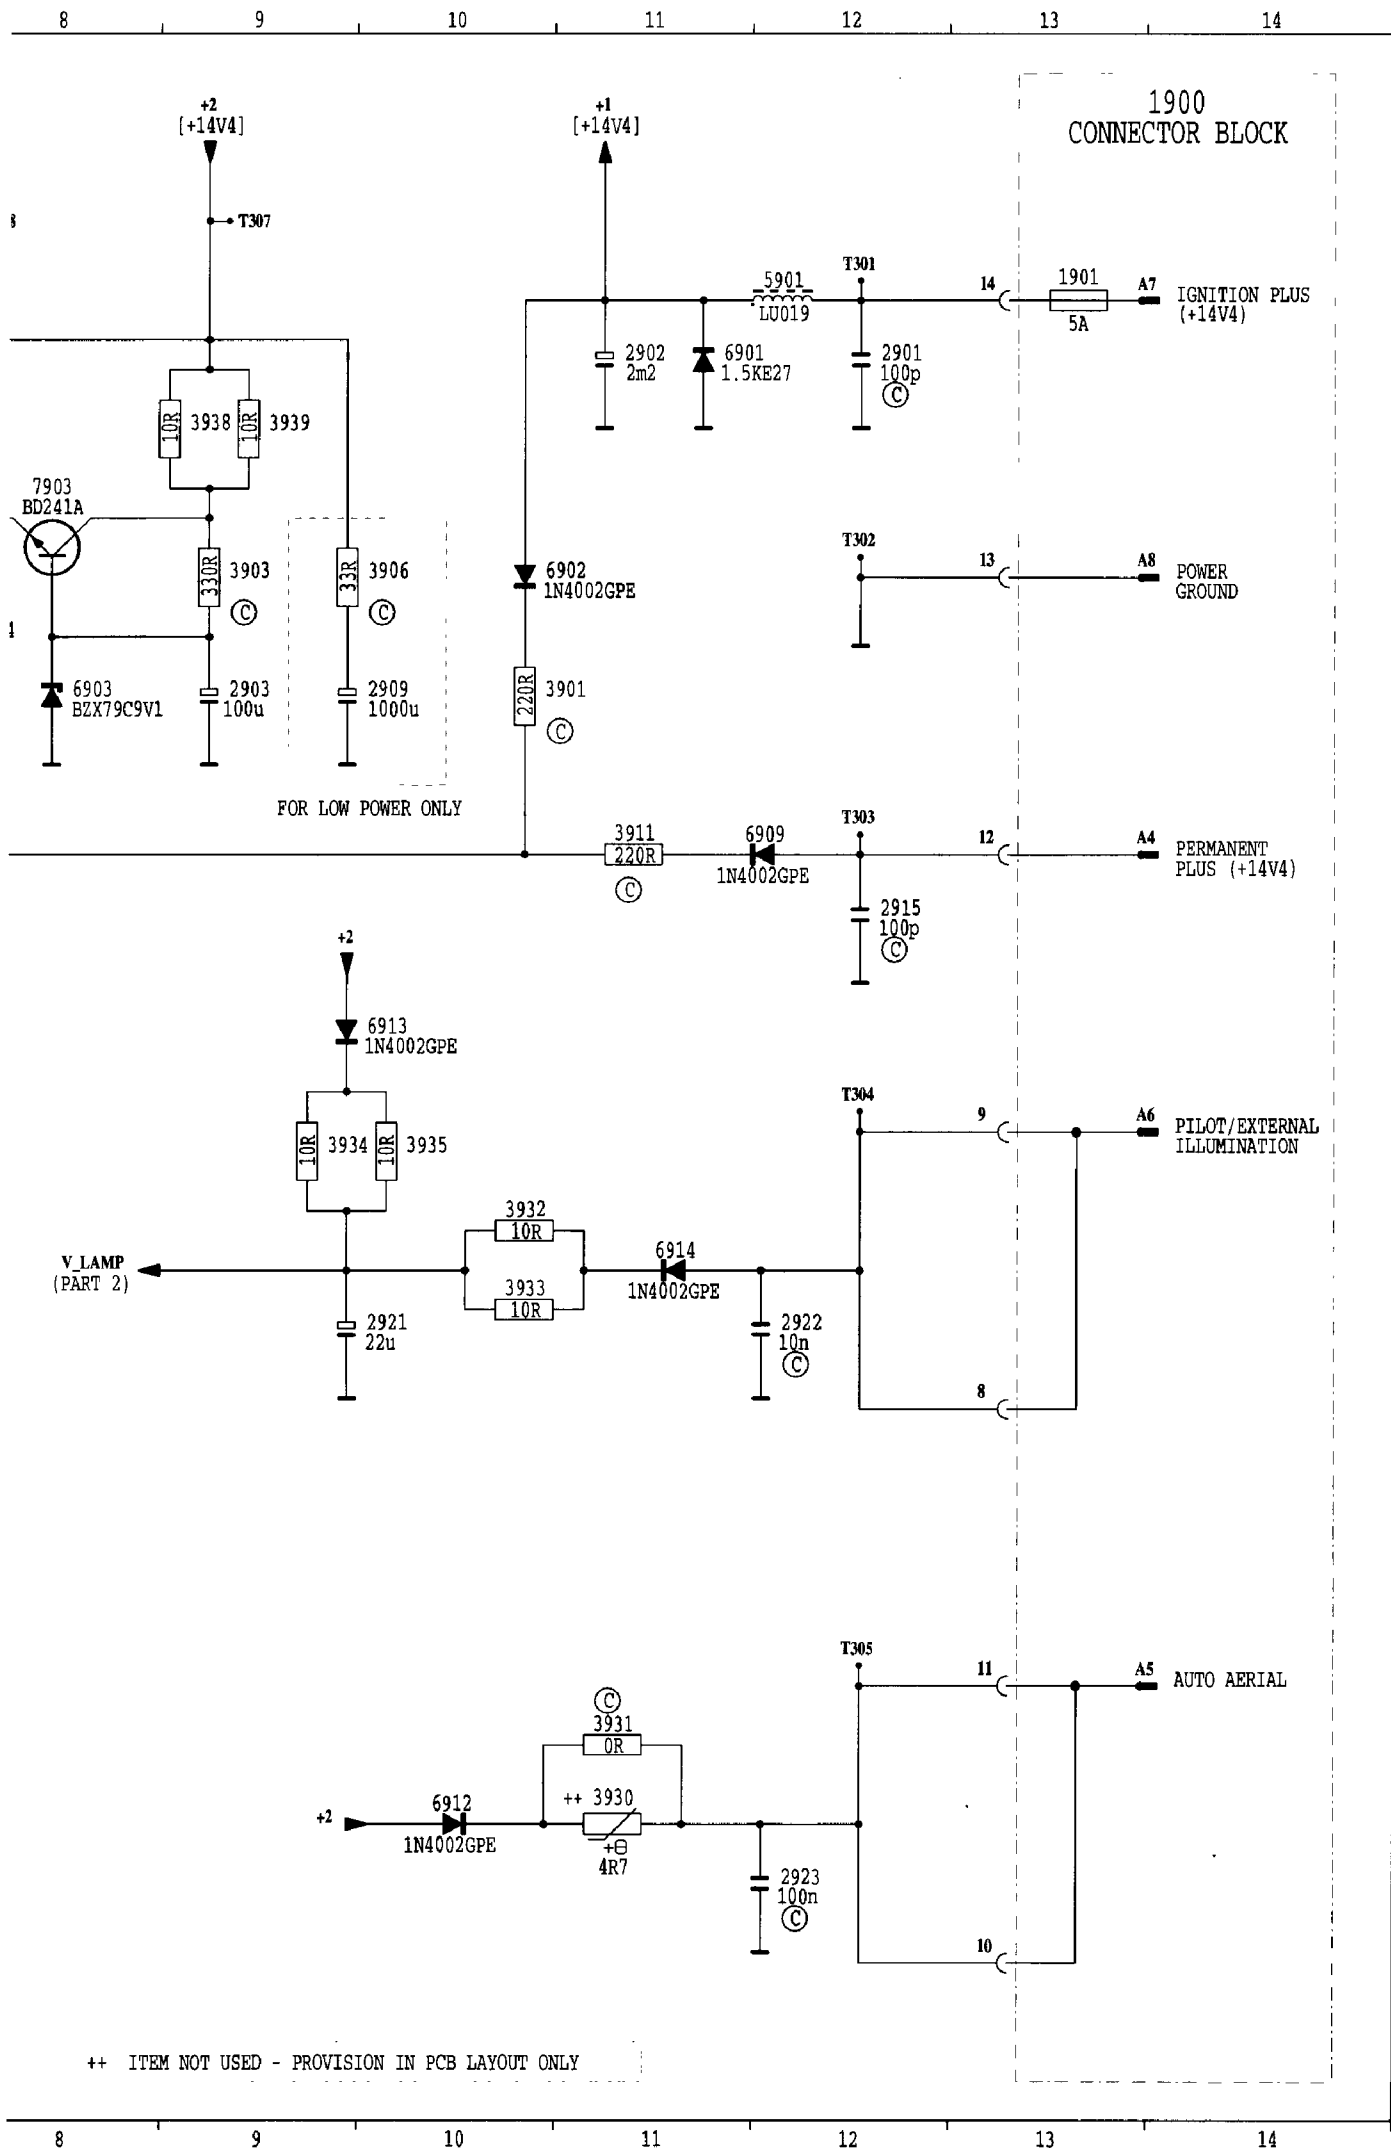 8 9 10 11 12 13 14
1900
CONNECTOR BLOCK
+2
[+14V4]
+1
[+14V4]
T307
T301
5901
LU019
14
1901
5A
A7
IGNITION PLUS
(+14V4)
2902
2m2
6901
1.5KE27
2901
100p
C
10R
3938
10R
3939
7903
BD241A
330R
3903
C
33R
3906
C
6902
1N4002GPE
T302
13
A8
POWER
GROUND
6903
BZX79C9V1
2903
100u
2909
1000u
220R
3901
C
FOR LOW POWER ONLY
3911
220R
C
6909
1N4002GPE
T303
12
A4
PERMANENT
PLUS (+14V4)
2915
100p
C
+2
6913
1N4002GPE
10R
3934
10R
3935
T304
9
A6
PILOT/EXTERNAL
ILLUMINATION
V_LAMP
(PART 2)
3932
10R
3933
10R
6914
1N4002GPE
2921
22u
2922
10n
C
8
T305
11
A5
AUTO AERIAL
C
3931
0R
+2
6912
1N4002GPE
++ 3930
+θ
4R7
2923
100n
C
10
++ ITEM NOT USED - PROVISION IN PCB LAYOUT ONLY
8 9 10 11 12 13 14